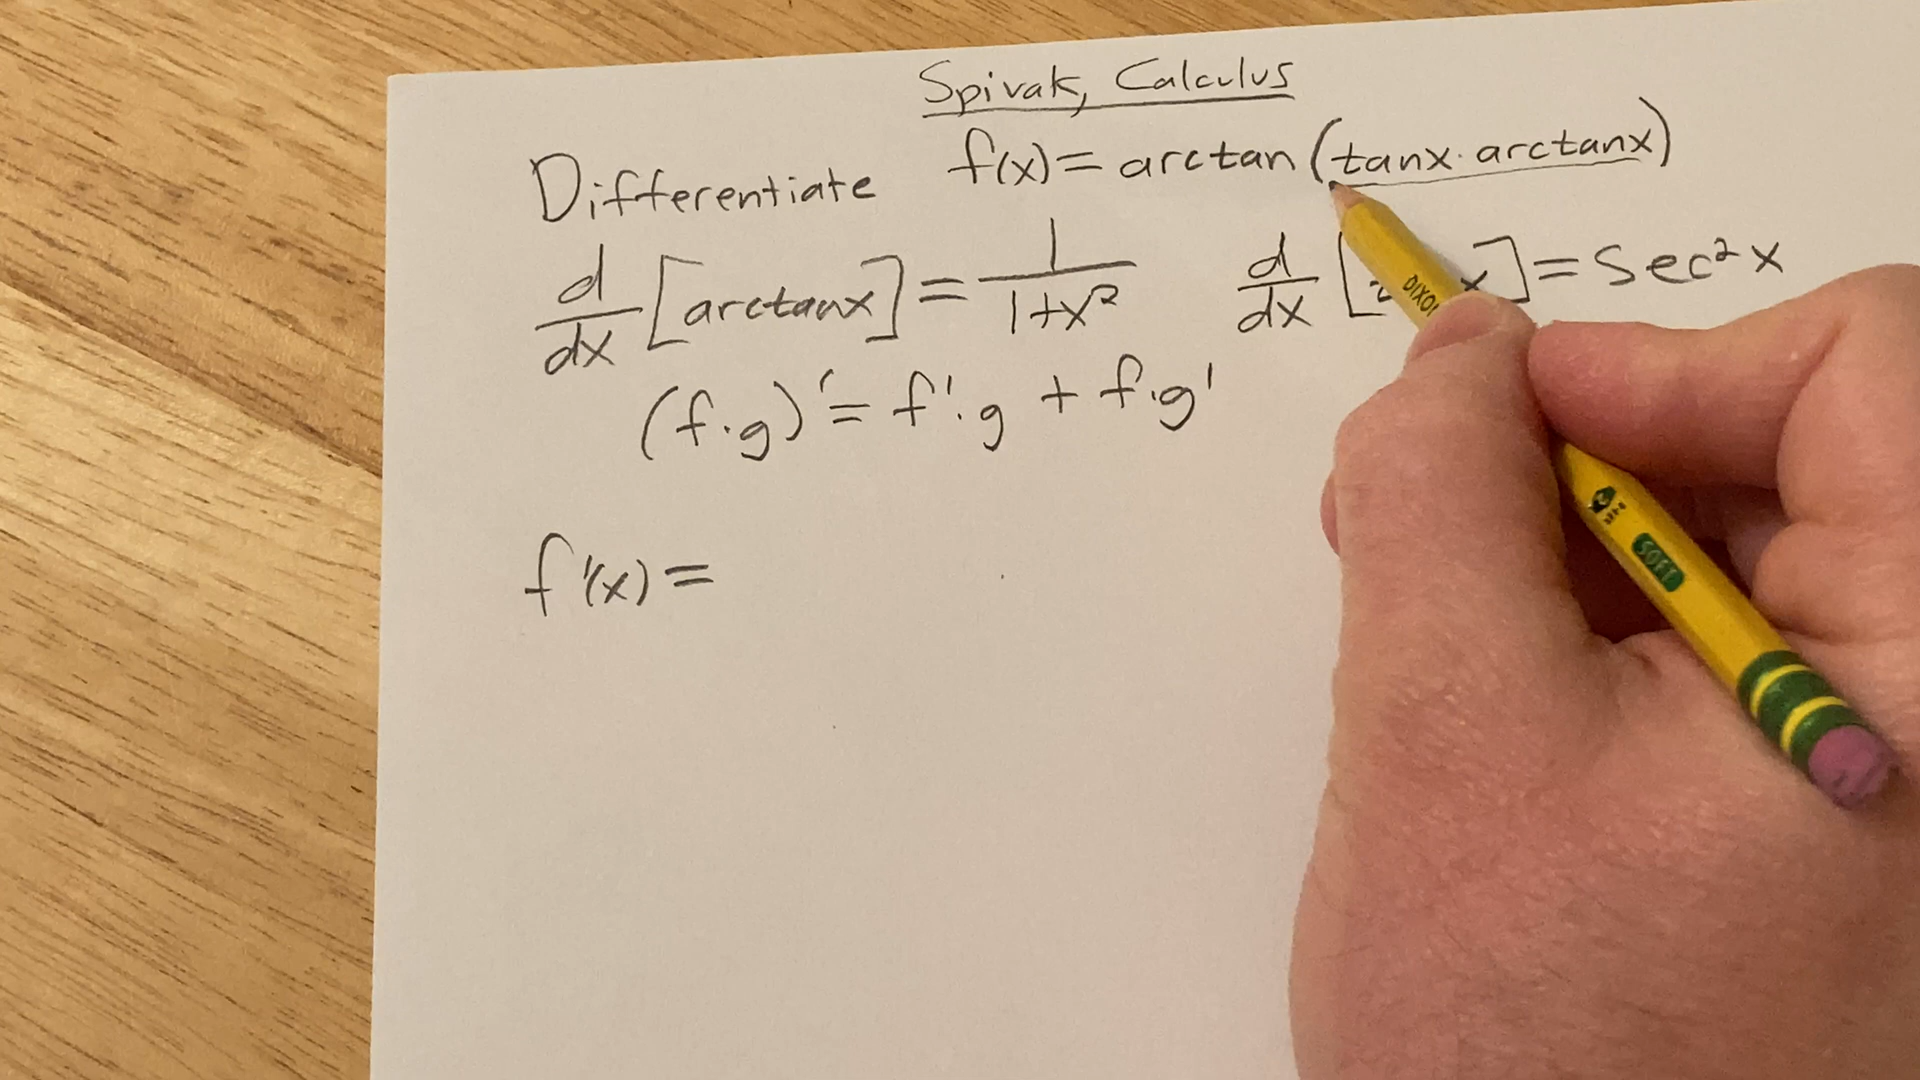 Spivak, Calculus
Differentiate f(x) = arctan (tanx · arctanx)
d/dx [arctanx] = 1/(1+x²) d/dx [ x] = Sec²x
(f·g)' = f'·g + f·g'
f'(x) =
DIXON
SOFT